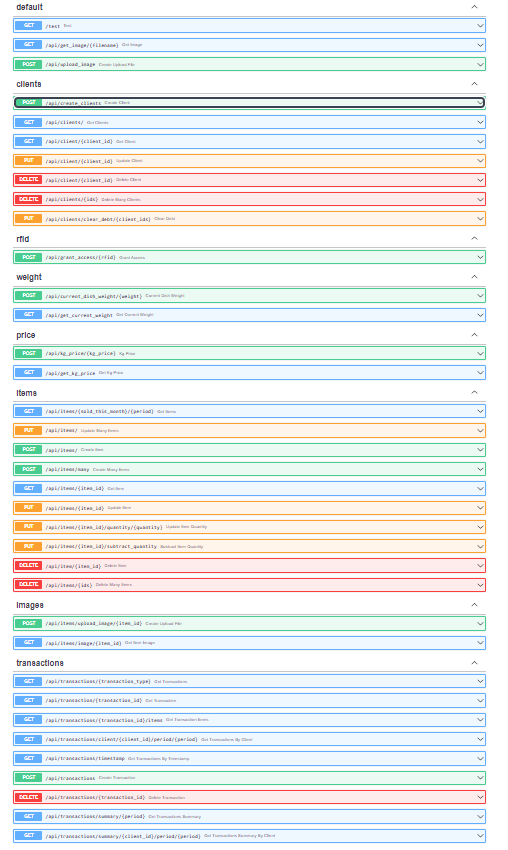 default
GET /test Test
GET /api/get_image/{filename} Get Image
POST /api/upload_image Create Upload File
clients
POST /api/create_clients Create Client
GET /api/clients/ Get Clients
GET /api/client/{client_id} Get Client
PUT /api/client/{client_id} Update Client
DELETE /api/client/{client_id} Delete Client
DELETE /api/clients/{ids} Delete Many Clients
PUT /api/clients/clear_debt/{client_ids} Clear Debt
rfid
POST /api/grant_access/{rfid} Grant Access
weight
POST /api/current_dish_weight/{weight} Current Dish Weight
GET /api/get_current_weight Get Current Weight
price
POST /api/kg_price/{kg_price} Kg Price
GET /api/get_kg_price Get Kg Price
items
GET /api/items/{sold_this_month}/{period} Get Items
PUT /api/items/ Update Many Items
POST /api/items/ Create Item
POST /api/items/many Create Many Items
GET /api/items/{item_id} Get Item
PUT /api/items/{item_id} Update Item
PUT /api/items/{item_id}/quantity/{quantity} Update Item Quantity
PUT /api/items/{item_id}/subtract_quantity Subtract Item Quantity
DELETE /api/item/{item_id} Delete Item
DELETE /api/items/{ids} Delete Many Items
images
POST /api/items/upload_image/{item_id} Create Upload File
GET /api/items/image/{item_id} Get Item Image
transactions
GET /api/transactions/{transaction_type} Get Transactions
GET /api/transaction/{transaction_id} Get Transaction
GET /api/transactions/{transaction_id}/items Get Transaction Items
GET /api/transactions/client/{client_id}/period/{period} Get Transactions By Client
GET /api/transactions/timestamp Get Transactions By Timestamp
POST /api/transactions Create Transaction
DELETE /api/transactions/{transaction_id} Delete Transaction
GET /api/transactions/summary/{period} Get Transactions Summary
GET /api/transactions/summary/{client_id}/period/{period} Get Transactions Summary By Client